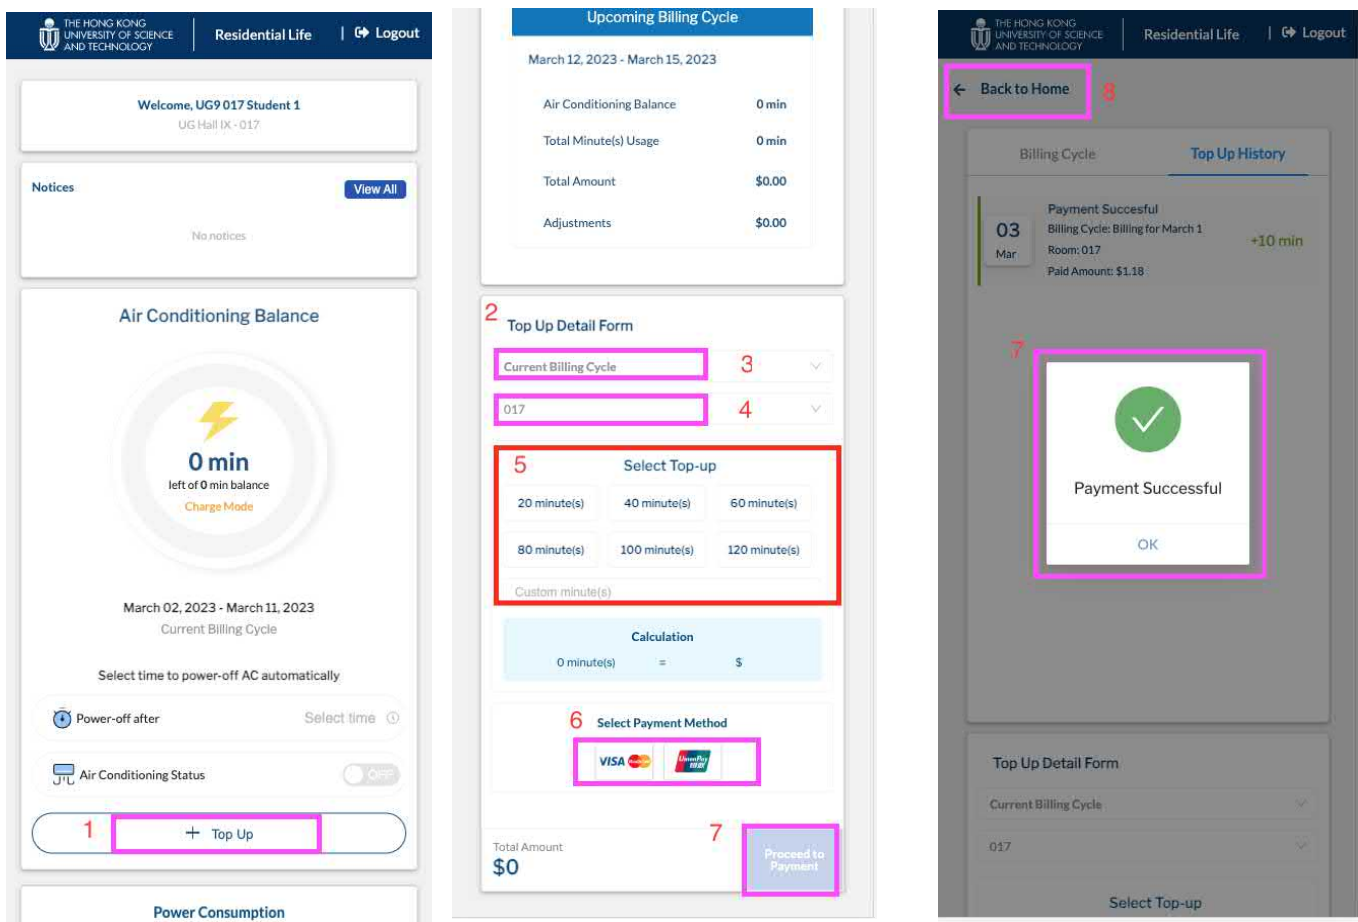 THE HONG KONG
UNIVERSITY OF SCIENCE
AND TECHNOLOGY
Residential Life
Logout
Welcome, UG9 017 Student 1
UG Hall IX - 017
Notices
View All
No notices
Air Conditioning Balance
0 min
left of 0 min balance
Charge Mode
March 02, 2023 - March 11, 2023
Current Billing Cycle
Select time to power-off AC automatically
Power-off after
Select time
Air Conditioning Status
OFF
1
+ Top Up
Power Consumption
Upcoming Billing Cycle
March 12, 2023 - March 15, 2023
Air Conditioning Balance 0 min
Total Minute(s) Usage 0 min
Total Amount $0.00
Adjustments $0.00
2
Top Up Detail Form
Current Billing Cycle 3
017 4
5
Select Top-up
20 minute(s) 40 minute(s) 60 minute(s)
80 minute(s) 100 minute(s) 120 minute(s)
Custom minute(s)
Calculation
0 minute(s) = $
6
Select Payment Method
VISA MasterCard UnionPay 银联
7
Total Amount
$0
Proceed to
Payment
THE HONG KONG
UNIVERSITY OF SCIENCE
AND TECHNOLOGY
Residential Life
Logout
Back to Home
8
Billing Cycle Top Up History
03
Mar
Payment Succesful
Billing Cycle: Billing for March 1
Room: 017
Paid Amount: $1.18
+10 min
7
Payment Successful
OK
Top Up Detail Form
Current Billing Cycle
017
Select Top-up